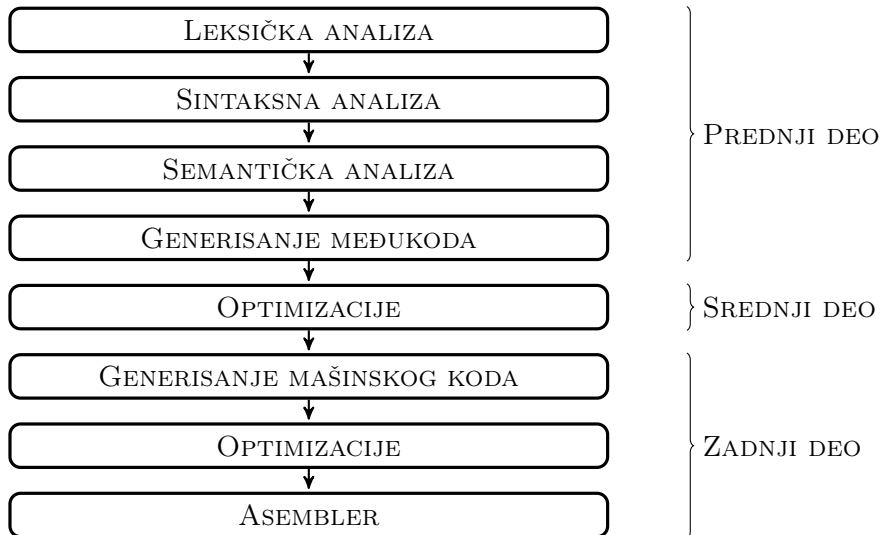 Leksička analiza
Sintaksna analiza
Semantička analiza
Generisanje međukoda
Prednji deo
Optimizacije
Srednji deo
Generisanje mašinskog koda
Optimizacije
Asembler
Zadnji deo